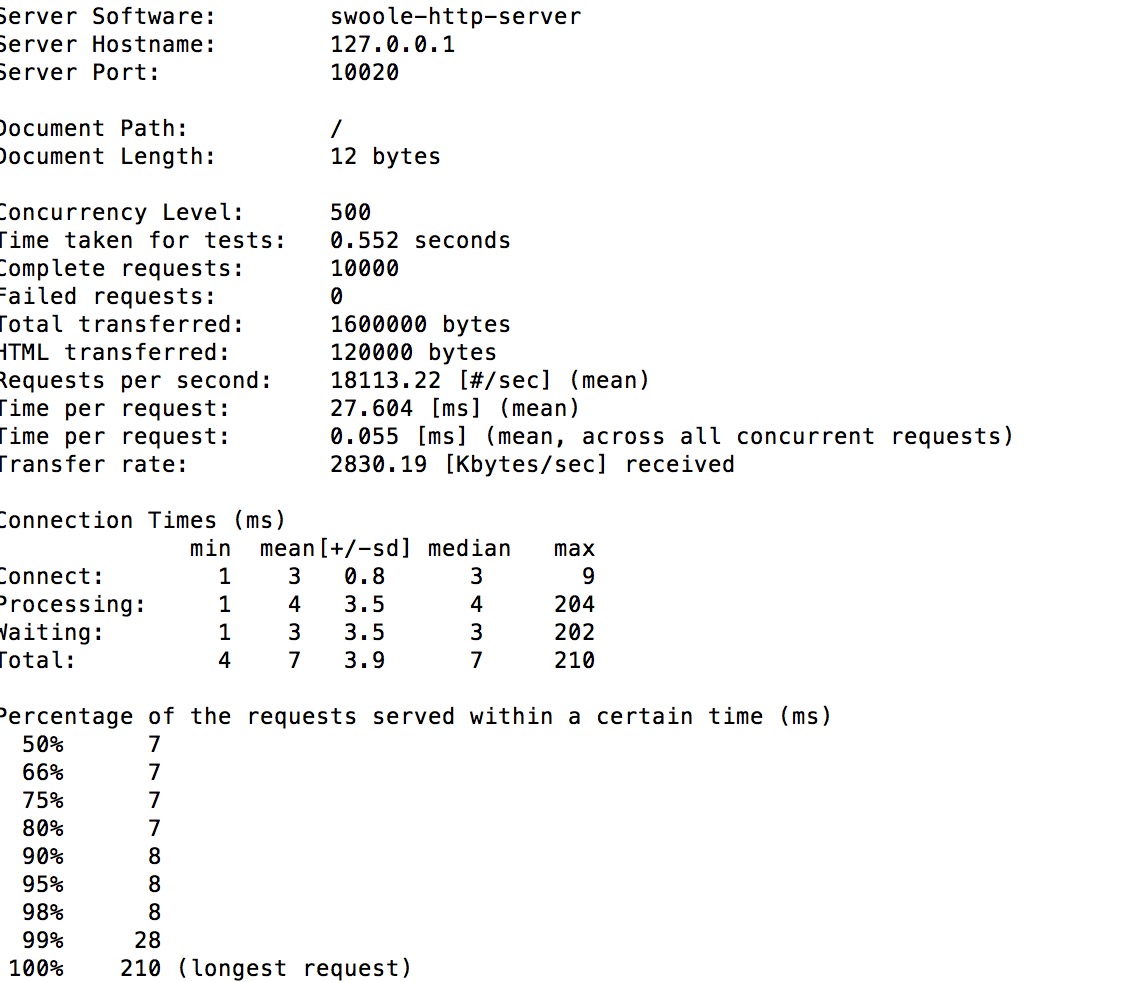 Server Software:        swoole-http-server
Server Hostname:        127.0.0.1
Server Port:            10020

Document Path:          /
Document Length:        12 bytes

Concurrency Level:      500
Time taken for tests:   0.552 seconds
Complete requests:      10000
Failed requests:        0
Total transferred:      1600000 bytes
HTML transferred:       120000 bytes
Requests per second:    18113.22 [#/sec] (mean)
Time per request:       27.604 [ms] (mean)
Time per request:       0.055 [ms] (mean, across all concurrent requests)
Transfer rate:          2830.19 [Kbytes/sec] received

Connection Times (ms)
              min  mean[+/-sd] median   max
Connect:        1    3   0.8      3       9
Processing:     1    4   3.5      4     204
Waiting:        1    3   3.5      3     202
Total:          4    7   3.9      7     210

Percentage of the requests served within a certain time (ms)
  50%      7
  66%      7
  75%      7
  80%      7
  90%      8
  95%      8
  98%      8
  99%     28
 100%    210 (longest request)